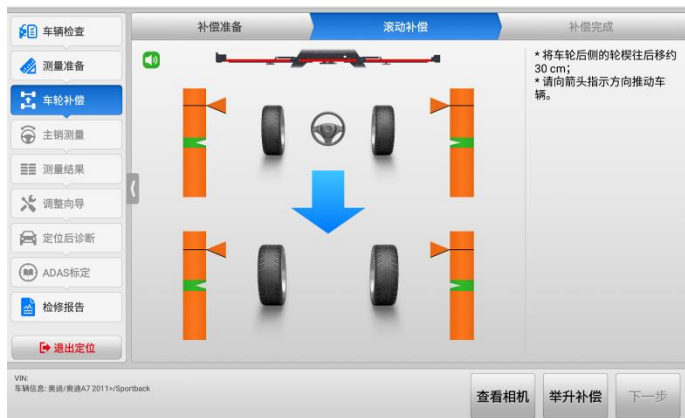 车辆检查
测量准备
车轮补偿
主销测量
测量结果
调整向导
定位后诊断
ADAS标定
检修报告
退出定位
补偿准备
滚动补偿
补偿完成
* 将车轮后侧的轮楔往后移约
30 cm；
* 请向箭头指示方向推动车
辆。
VIN:
车辆信息: 奥迪/奥迪A7 2011>/Sportback
查看相机
举升补偿
下一步